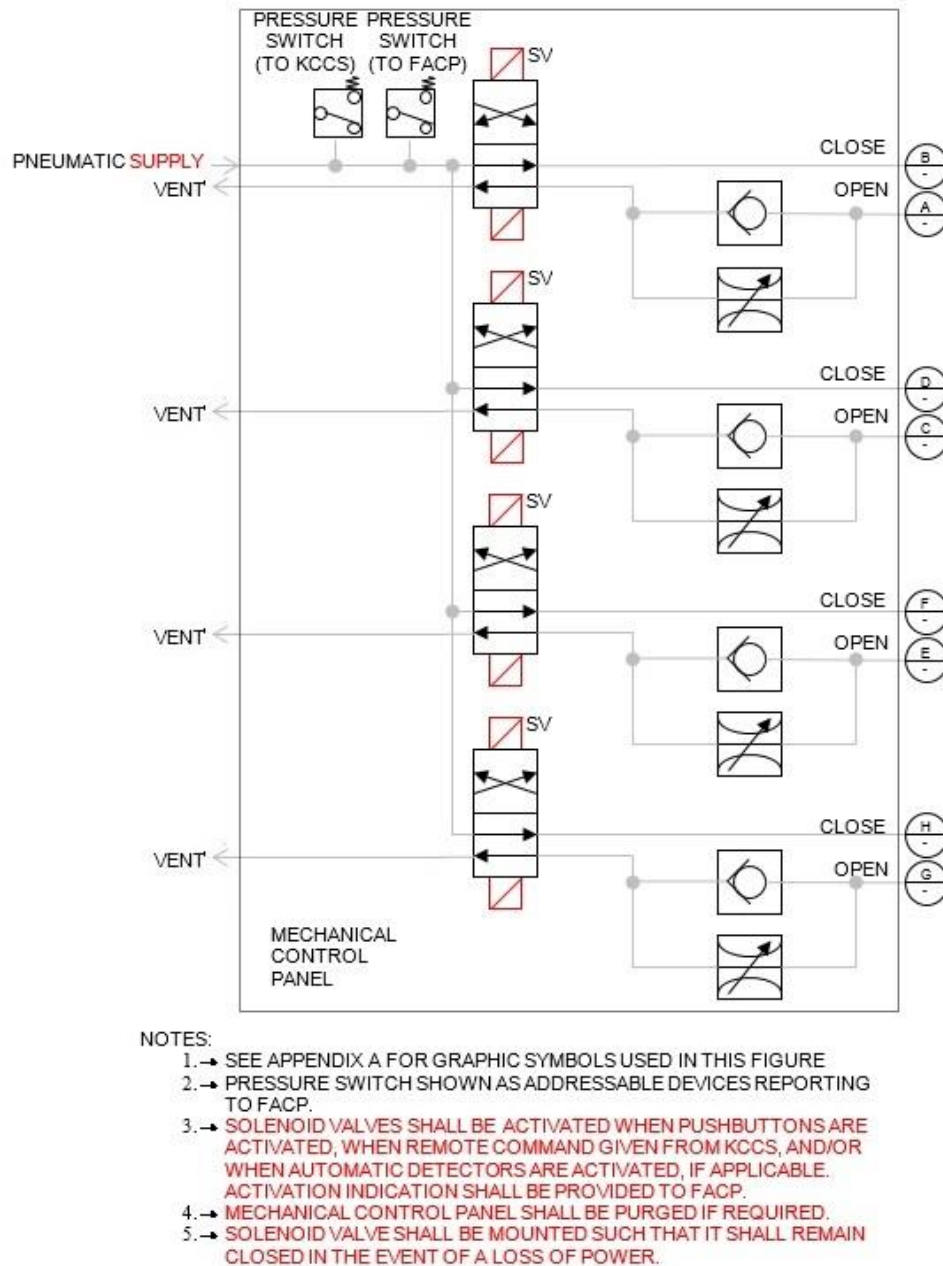 PRESSURE
SWITCH
(TO KCCS)
PRESSURE
SWITCH
(TO FACP)
SV
PNEUMATIC SUPPLY
VENT'
CLOSE
B
-
OPEN
A
-
SV
VENT'
CLOSE
D
-
OPEN
C
-
SV
VENT'
CLOSE
F
-
OPEN
E
-
SV
VENT'
CLOSE
H
-
OPEN
G
-
MECHANICAL
CONTROL
PANEL
NOTES:
1. SEE APPENDIX A FOR GRAPHIC SYMBOLS USED IN THIS FIGURE
2. PRESSURE SWITCH SHOWN AS ADDRESSABLE DEVICES REPORTING
TO FACP.
3. SOLENOID VALVES SHALL BE ACTIVATED WHEN PUSHBUTTONS ARE
ACTIVATED, WHEN REMOTE COMMAND GIVEN FROM KCCS, AND/OR
WHEN AUTOMATIC DETECTORS ARE ACTIVATED, IF APPLICABLE.
ACTIVATION INDICATION SHALL BE PROVIDED TO FACP.
4. MECHANICAL CONTROL PANEL SHALL BE PURGED IF REQUIRED.
5. SOLENOID VALVE SHALL BE MOUNTED SUCH THAT IT SHALL REMAIN
CLOSED IN THE EVENT OF A LOSS OF POWER.